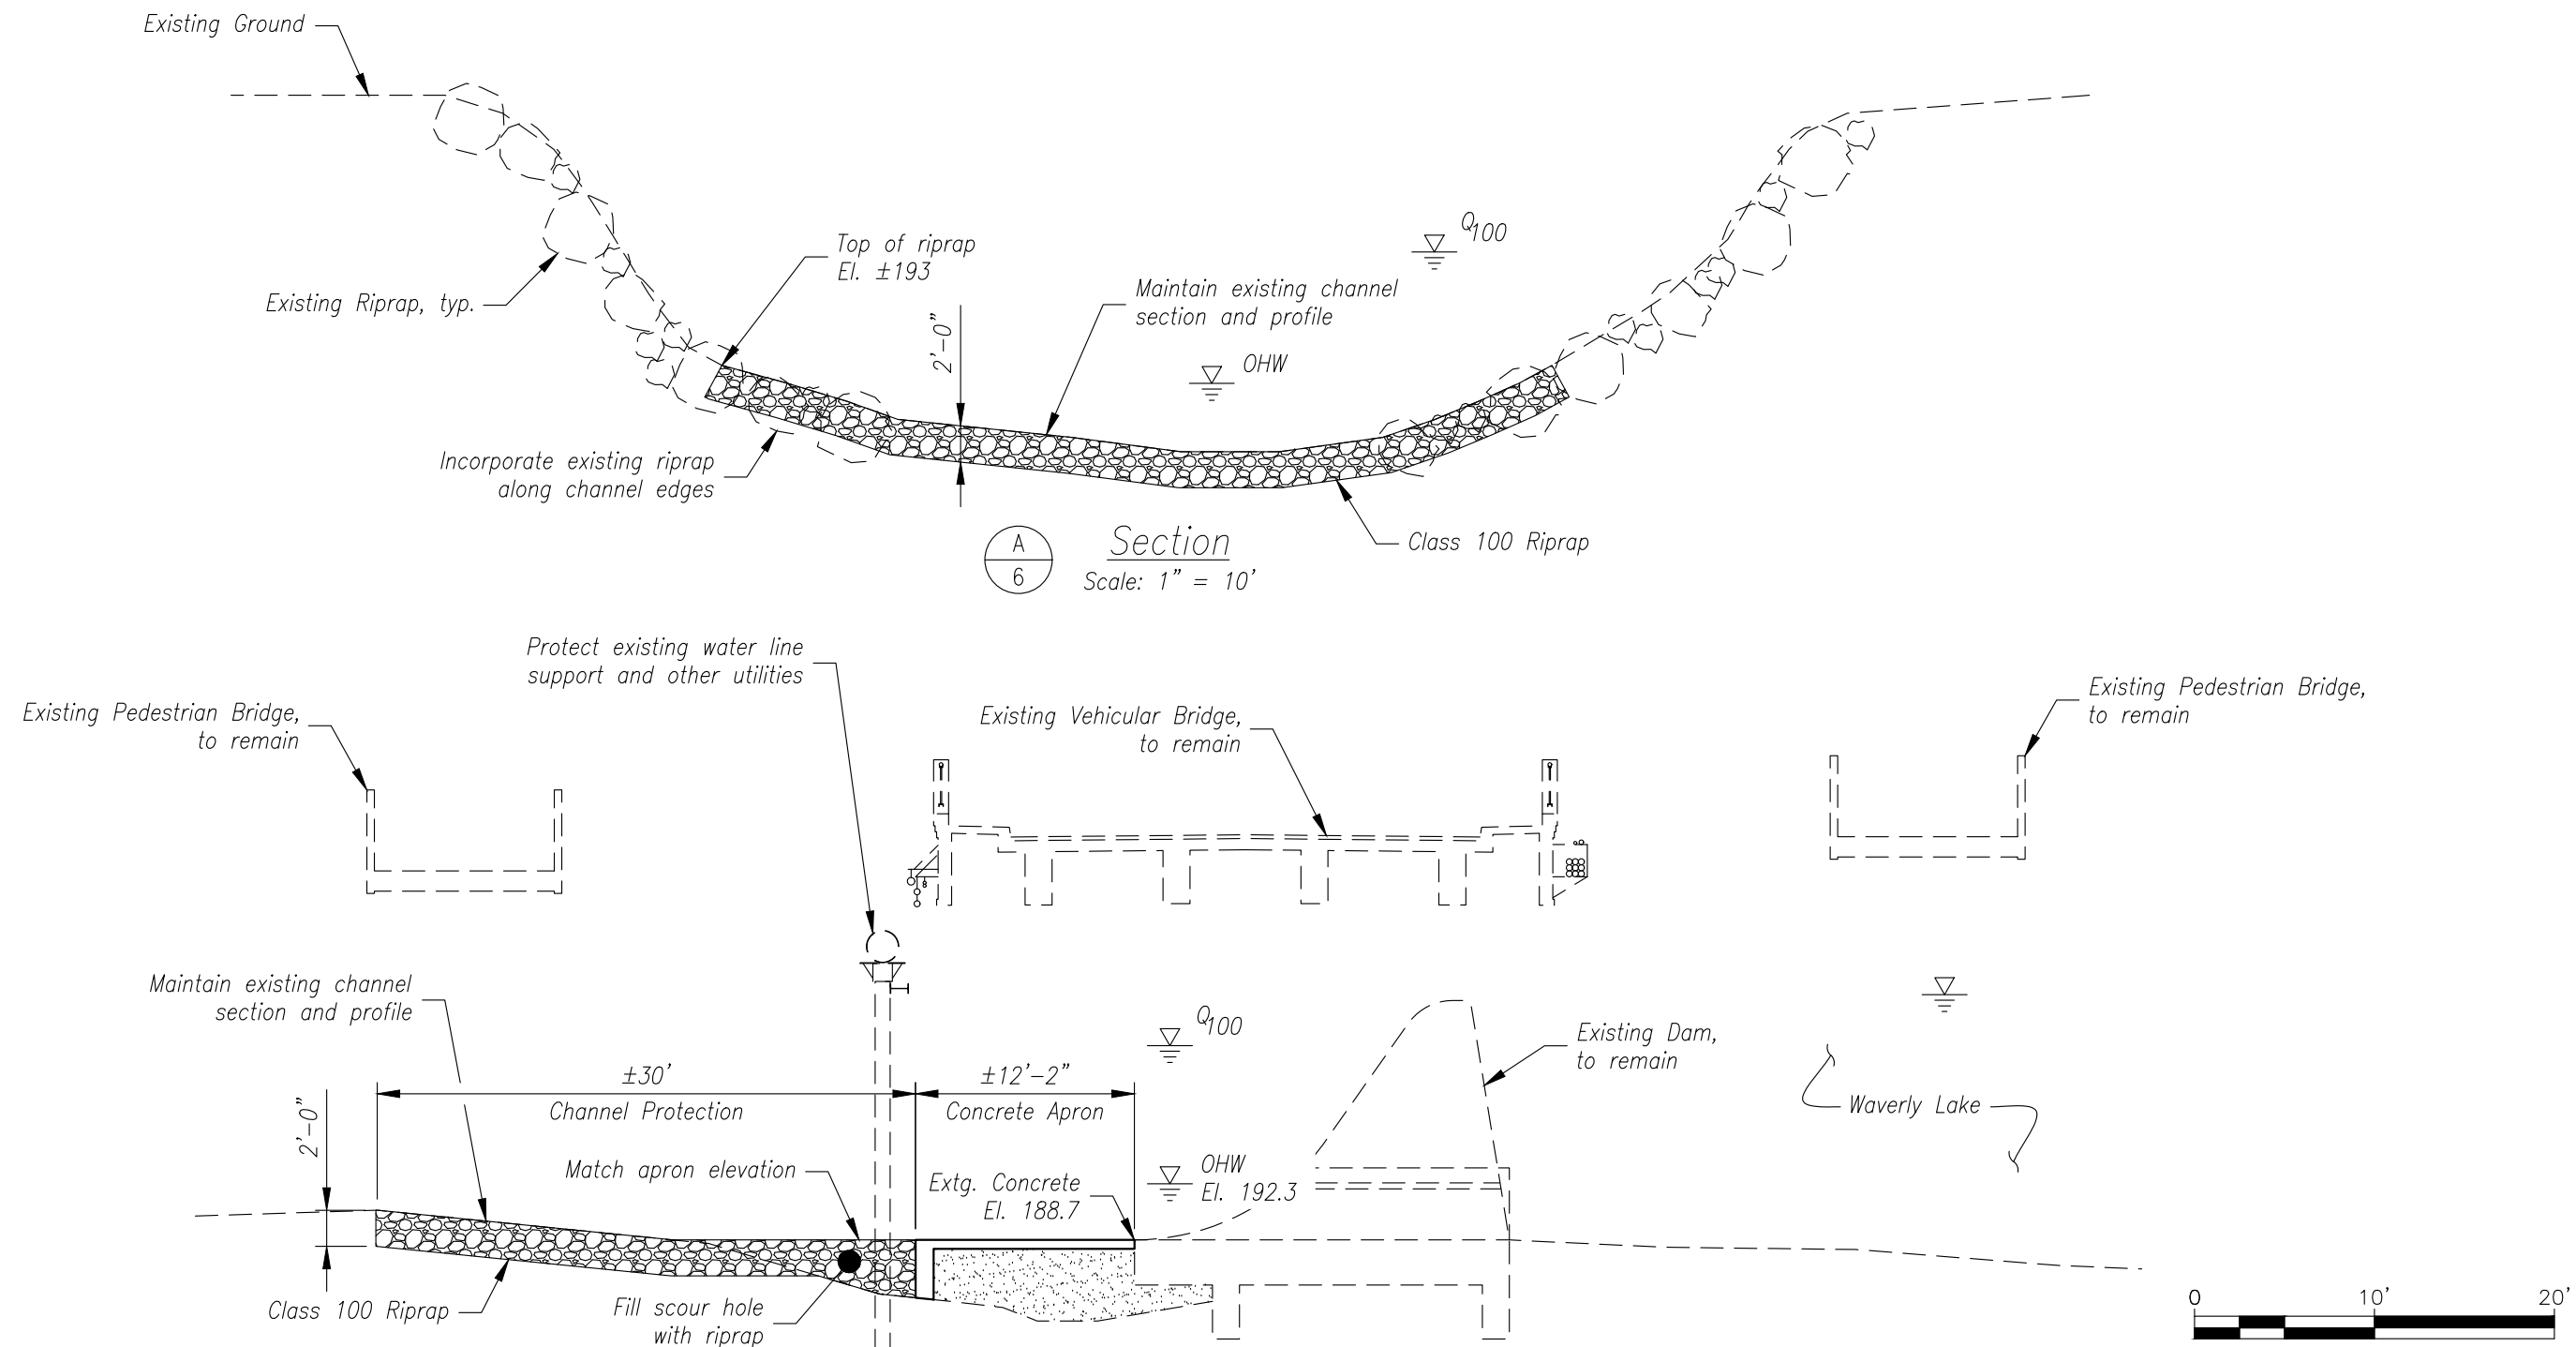 Existing Ground
Top of riprap
El. ±193
Q100
Existing Riprap, typ.
Maintain existing channel
section and profile
2'-0"
OHW
Incorporate existing riprap
along channel edges
Class 100 Riprap
A
6
Section
Scale: 1" = 10'
Protect existing water line
support and other utilities
Existing Pedestrian Bridge,
to remain
Existing Vehicular Bridge,
to remain
Existing Pedestrian Bridge,
to remain
Maintain existing channel
section and profile
Q100
Existing Dam,
to remain
±30'
Channel Protection
±12'-2"
Concrete Apron
Waverly Lake
2'-0"
Match apron elevation
Extg. Concrete
El. 188.7
OHW
El. 192.3
Class 100 Riprap
Fill scour hole
with riprap
0 10' 20'